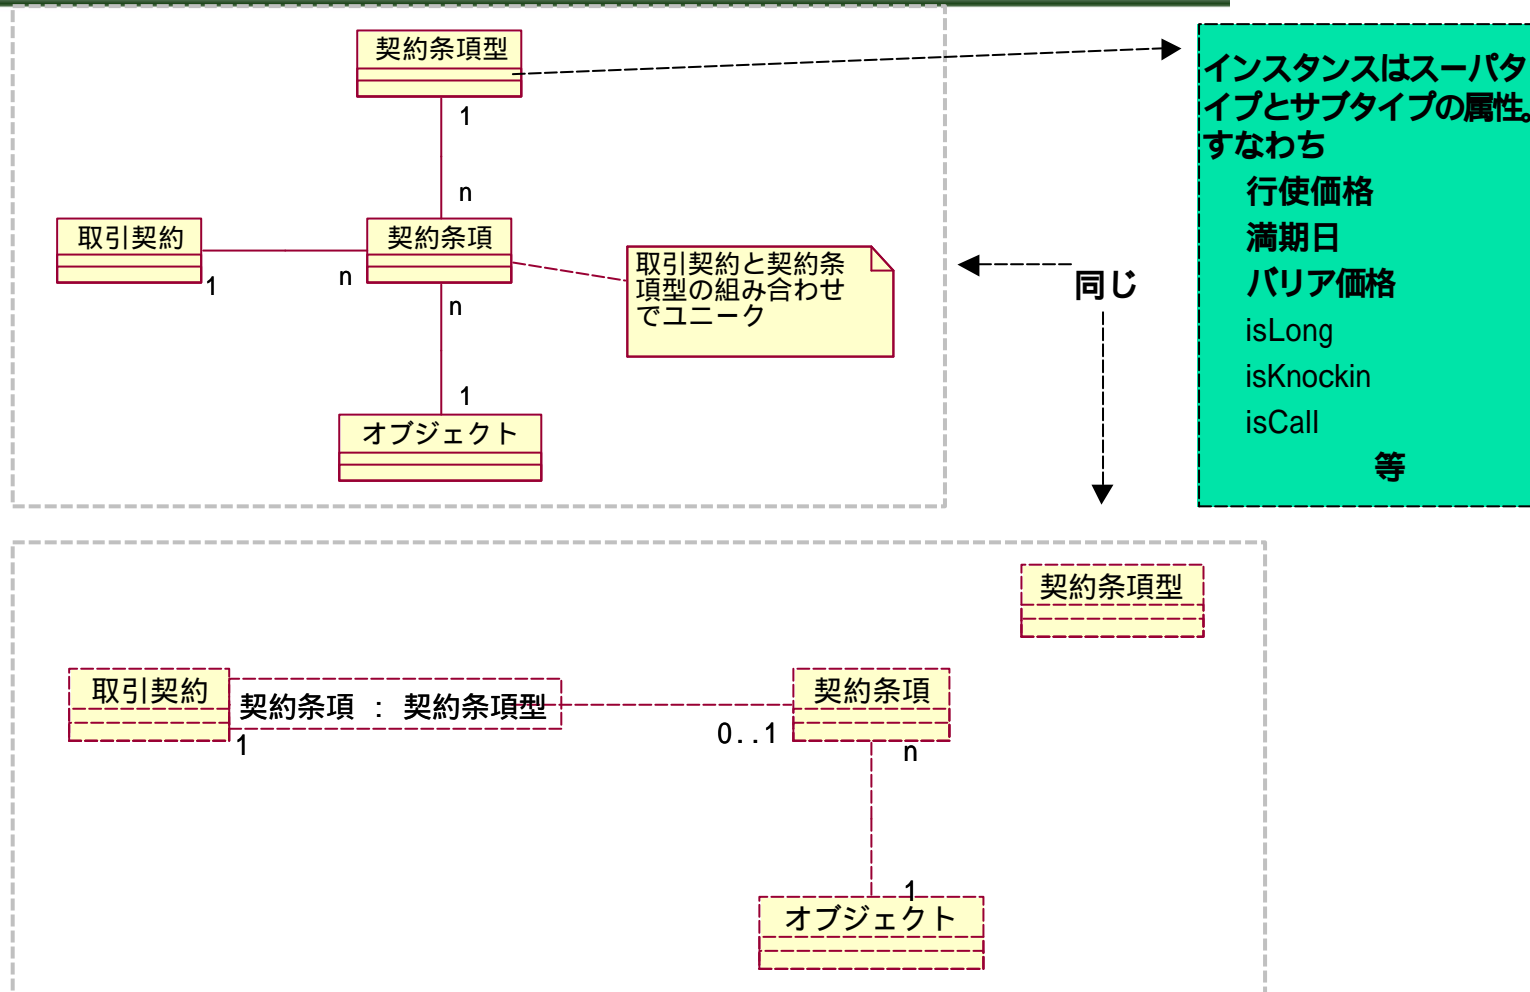 契約条項型
1
n
取引契約
1
n
契約条項
n
取引契約と契約条
項型の組み合わせ
でユニーク
1
オブジェクト
同じ
インスタンスはスーパタ
イプとサブタイプの属性。
すなわち
行使価格
満期日
バリア価格
isLong
isKnockin
isCall
等
契約条項型
取引契約
契約条項 : 契約条項型
1
0..1
契約条項
n
1
オブジェクト